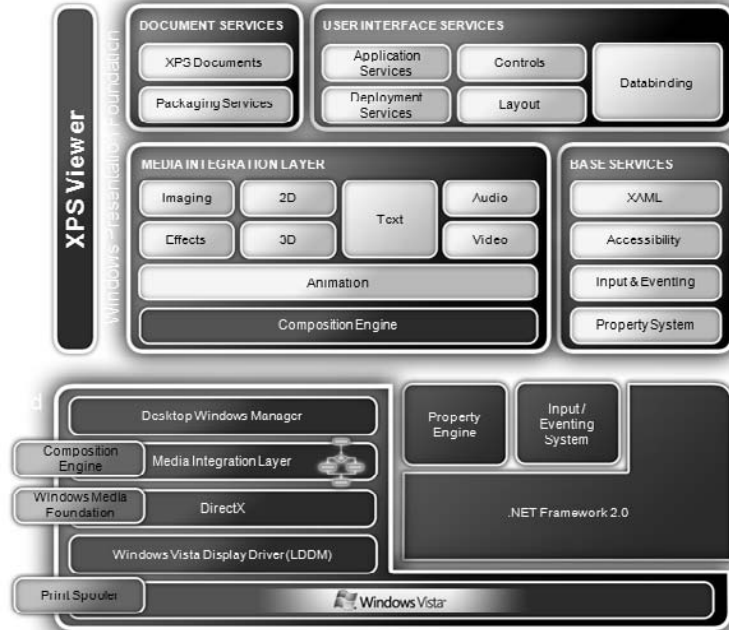 XPS Viewer
Windows Presentation Foundation
DOCUMENT SERVICES
XPS Documents
Packaging Services
USER INTERFACE SERVICES
Application
Services
Controls
Deployment
Services
Layout
Databinding
MEDIA INTEGRATION LAYER
Imaging
2D
Text
Audio
Effects
3D
Video
Animation
Composition Engine
BASE SERVICES
XAML
Accessibility
Input & Eventing
Property System
Desktop Windows Manager
Composition
Engine
Media Integration Layer
Windows Media
Foundation
DirectX
Windows Vista Display Driver (LDDM)
Print Spooler
Windows Vista
Property
Engine
Input /
Eventing
System
.NET Framework 2.0